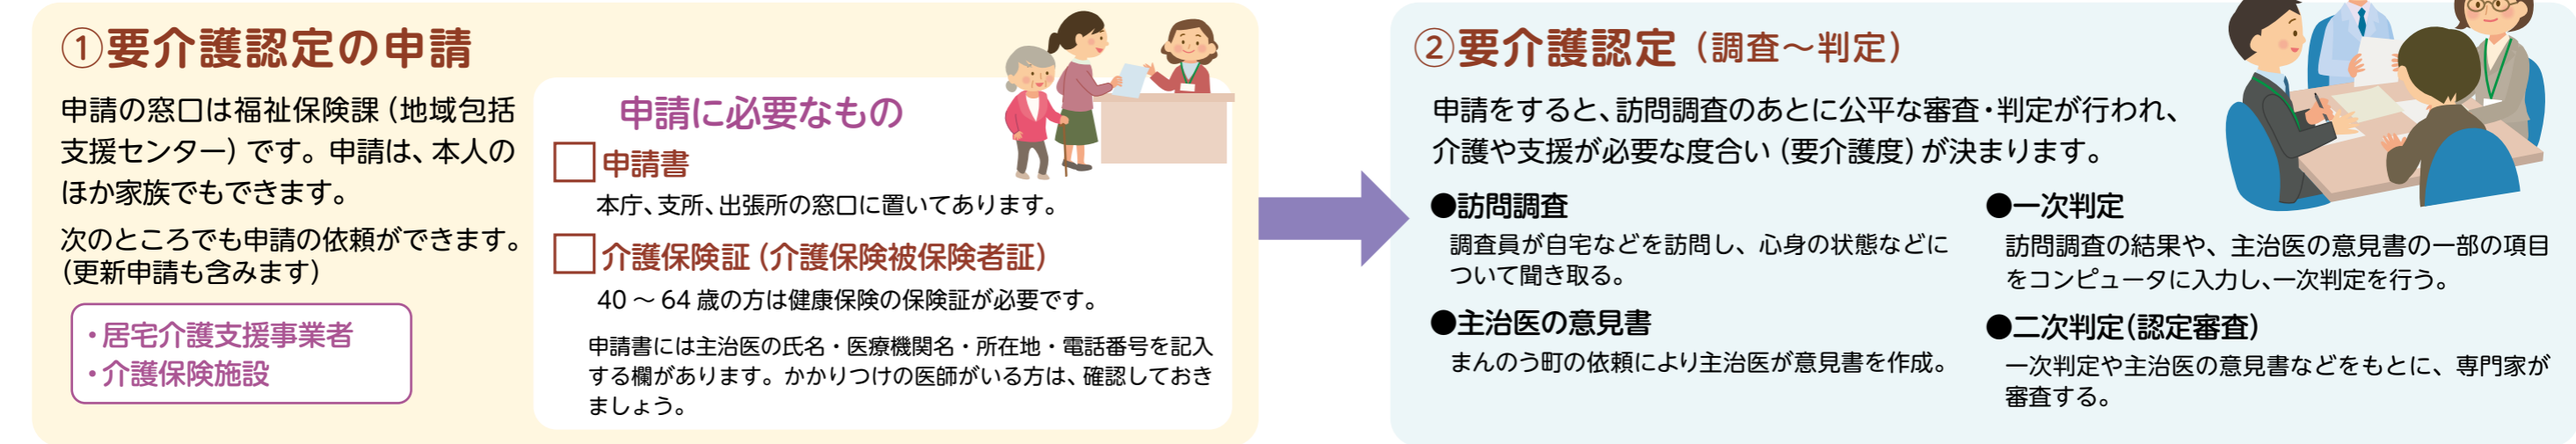 ①要介護認定の申請
申請の窓口は福祉保険課（地域包括
支援センター）です。申請は、本人の
ほか家族でもできます。
次のところでも申請の依頼ができます。
（更新申請も含みます）
・居宅介護支援事業者
・介護保険施設
申請に必要なもの
申請書
本庁、支所、出張所の窓口に置いてあります。
介護保険証（介護保険被保険者証）
40～64歳の方は健康保険の保険証が必要です。
申請書には主治医の氏名・医療機関名・所在地・電話番号を記入
する欄があります。かかりつけの医師がいる方は、確認しておき
ましょう。
②要介護認定（調査～判定）
申請をすると、訪問調査のあとに公平な審査・判定が行われ、
介護や支援が必要な度合い（要介護度）が決まります。
●訪問調査
調査員が自宅などを訪問し、心身の状態などに
ついて聞き取る。
●主治医の意見書
まんのう町の依頼により主治医が意見書を作成。
●一次判定
訪問調査の結果や、主治医の意見書の一部の項目
をコンピュータに入力し、一次判定を行う。
●二次判定（認定審査）
一次判定や主治医の意見書などをもとに、専門家が
審査する。